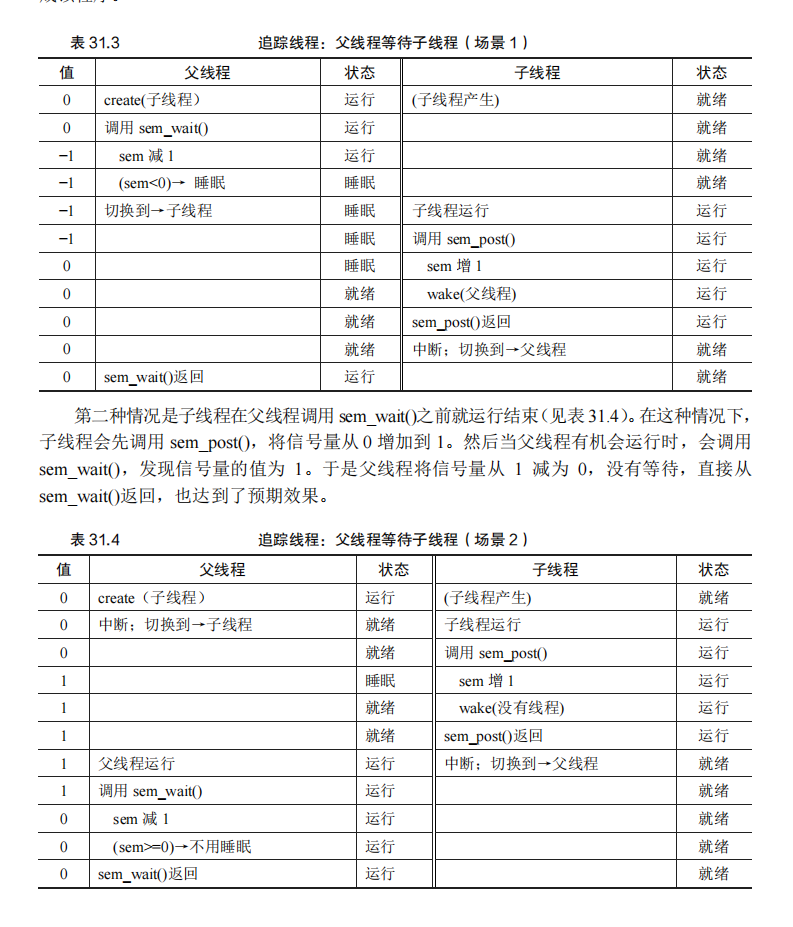 成该程序。
表 31.3 追踪线程：父线程等待子线程（场景 1）
值 父线程 状态 子线程 状态
0 create(子线程） 运行 (子线程产生) 就绪
0 调用 sem_wait() 运行 就绪
−1 sem 减 1 运行 就绪
−1 (sem<0)→ 睡眠 睡眠 就绪
−1 切换到→子线程 睡眠 子线程运行 运行
−1 睡眠 调用 sem_post() 运行
0 睡眠 sem 增 1 运行
0 就绪 wake(父线程) 运行
0 就绪 sem_post()返回 运行
0 就绪 中断；切换到→父线程 就绪
0 sem_wait()返回 运行 就绪
第二种情况是子线程在父线程调用 sem_wait()之前就运行结束（见表 31.4）。在这种情况下，
子线程会先调用 sem_post()，将信号量从 0 增加到 1。然后当父线程有机会运行时，会调用
sem_wait()，发现信号量的值为 1。于是父线程将信号量从 1 减为 0，没有等待，直接从
sem_wait()返回，也达到了预期效果。
表 31.4 追踪线程：父线程等待子线程（场景 2）
值 父线程 状态 子线程 状态
0 create（子线程） 运行 (子线程产生) 就绪
0 中断；切换到→子线程 就绪 子线程运行 运行
0 就绪 调用 sem_post() 运行
1 睡眠 sem 增 1 运行
1 就绪 wake(没有线程) 运行
1 就绪 sem_post()返回 运行
1 父线程运行 运行 中断；切换到→父线程 就绪
1 调用 sem_wait() 运行 就绪
0 sem 减 1 运行 就绪
0 (sem>=0)→不用睡眠 运行 就绪
0 sem_wait()返回 运行 就绪